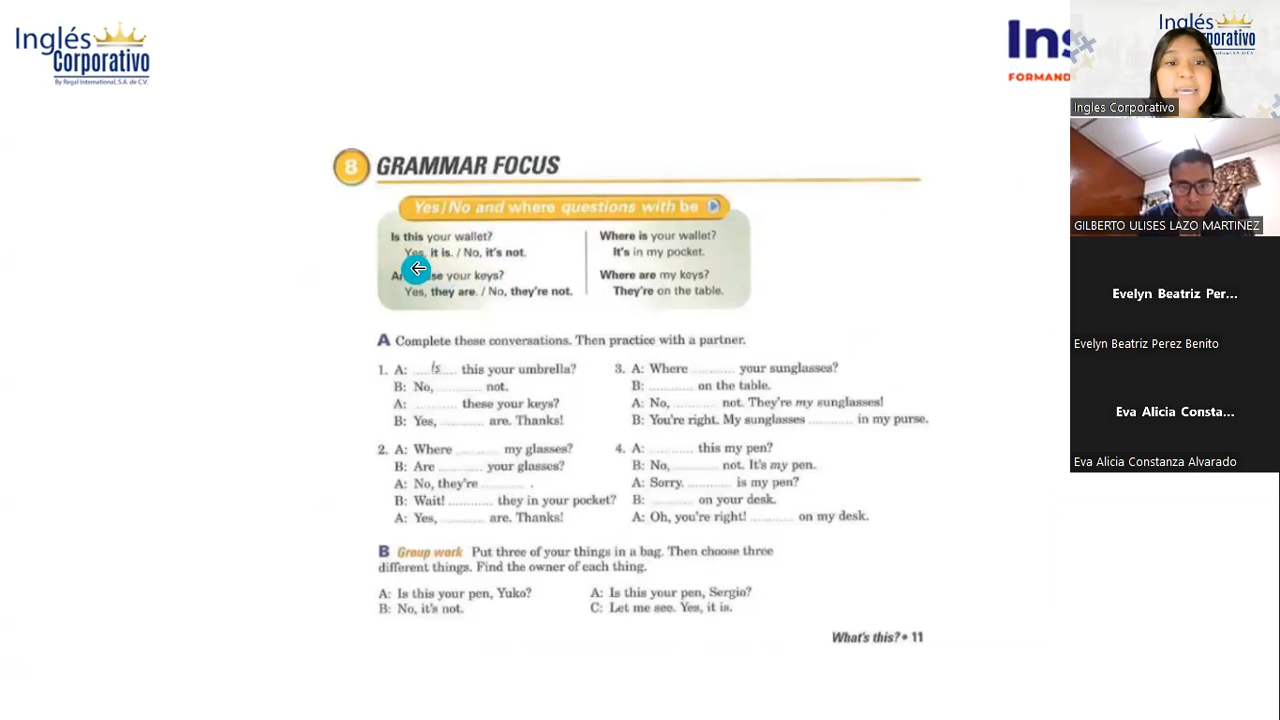 Inglés
Corporativo
By Regal International, S.A. de C.V.
Ins
FORMAND
8 GRAMMAR FOCUS
Yes/No and where questions with be
Is this your wallet?
Yes, it is. / No, it's not.
your keys?
Yes, they are. / No, they're not.
Where is your wallet?
It's in my pocket.
Where are my keys?
They're on the table.
A Complete these conversations. Then practice with a partner.
1. A: Is this your umbrella?
B: No, .......... not.
A: .......... these your keys?
B: Yes, .......... are. Thanks!
2. A: Where .......... my glasses?
B: Are .......... your glasses?
A: No, they're .......... .
B: Wait! .......... they in your pocket?
A: Yes, .......... are. Thanks!
3. A: Where .......... your sunglasses?
B: .......... on the table.
A: No, .......... not. They're my sunglasses!
B: You're right. My sunglasses .......... in my purse.
4. A: .......... this my pen?
B: No, .......... not. It's my pen.
A: Sorry. .......... is my pen?
B: .......... on your desk.
A: Oh, you're right! .......... on my desk.
B Group work Put three of your things in a bag. Then choose three
different things. Find the owner of each thing.
A: Is this your pen, Yuko?
B: No, it's not.
A: Is this your pen, Sergio?
C: Let me see. Yes, it is.
What's this? • 11
Inglés
Ingles Corporativo
GILBERTO ULISES LAZO MARTINEZ
Evelyn Beatriz Per...
Evelyn Beatriz Perez Benito
Eva Alicia Consta...
Eva Alicia Constanza Alvarado